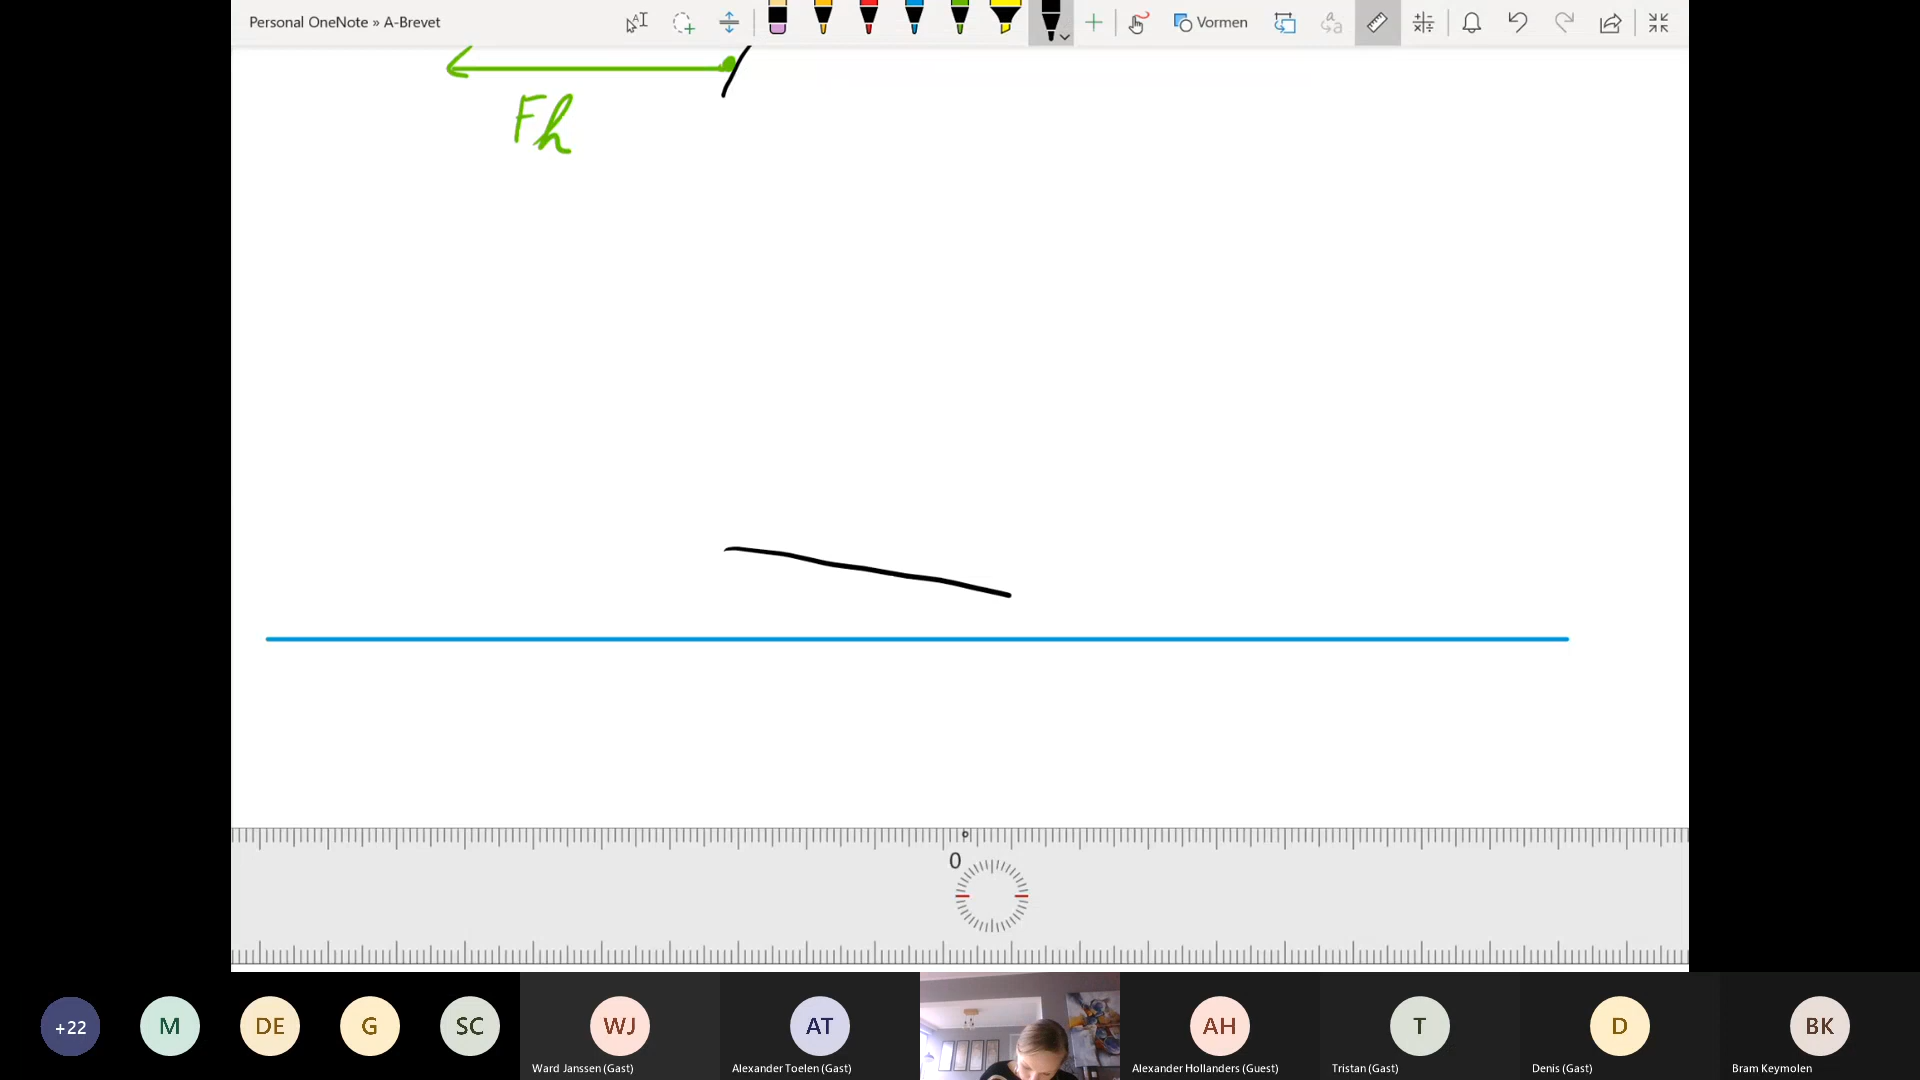 Personal OneNote » A-Brevet
Vormen
Fh
0
+22
M
DE
G
SC
WJ
Ward Janssen (Gast)
AT
Alexander Toelen (Gast)
AH
Alexander Hollanders (Guest)
T
Tristan (Gast)
D
Denis (Gast)
BK
Bram Keymolen